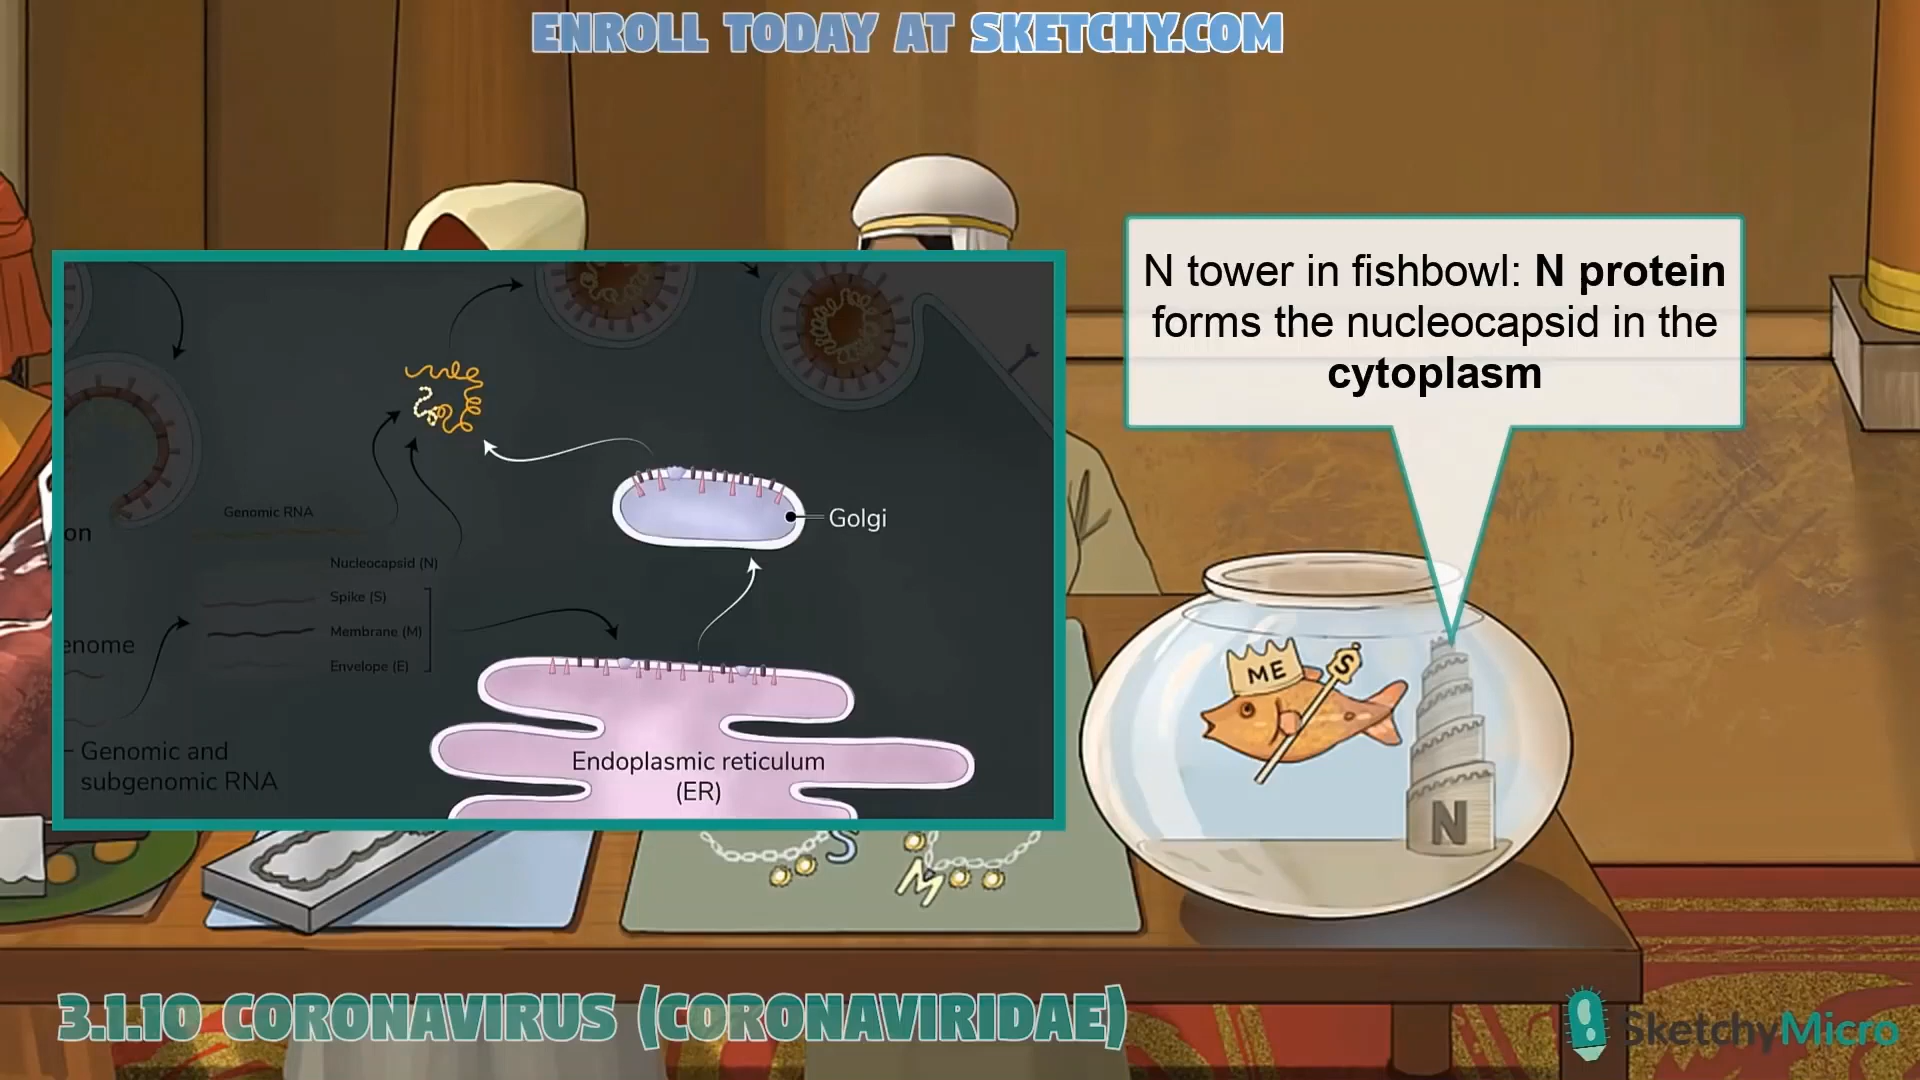 ENROLL TODAY AT SKETCHY.COM
N tower in fishbowl: N protein
forms the nucleocapsid in the
cytoplasm
Genomic RNA
Golgi
on
Nucleocapsid (N)
Spike (S)
Membrane (M)
Envelope (E)
enome
Genomic and
subgenomic RNA
Endoplasmic reticulum
(ER)
ME
S
N
S
M
3.1.10 CORONAVIRUS (CORONAVIRIDAE)
SketchyMicro